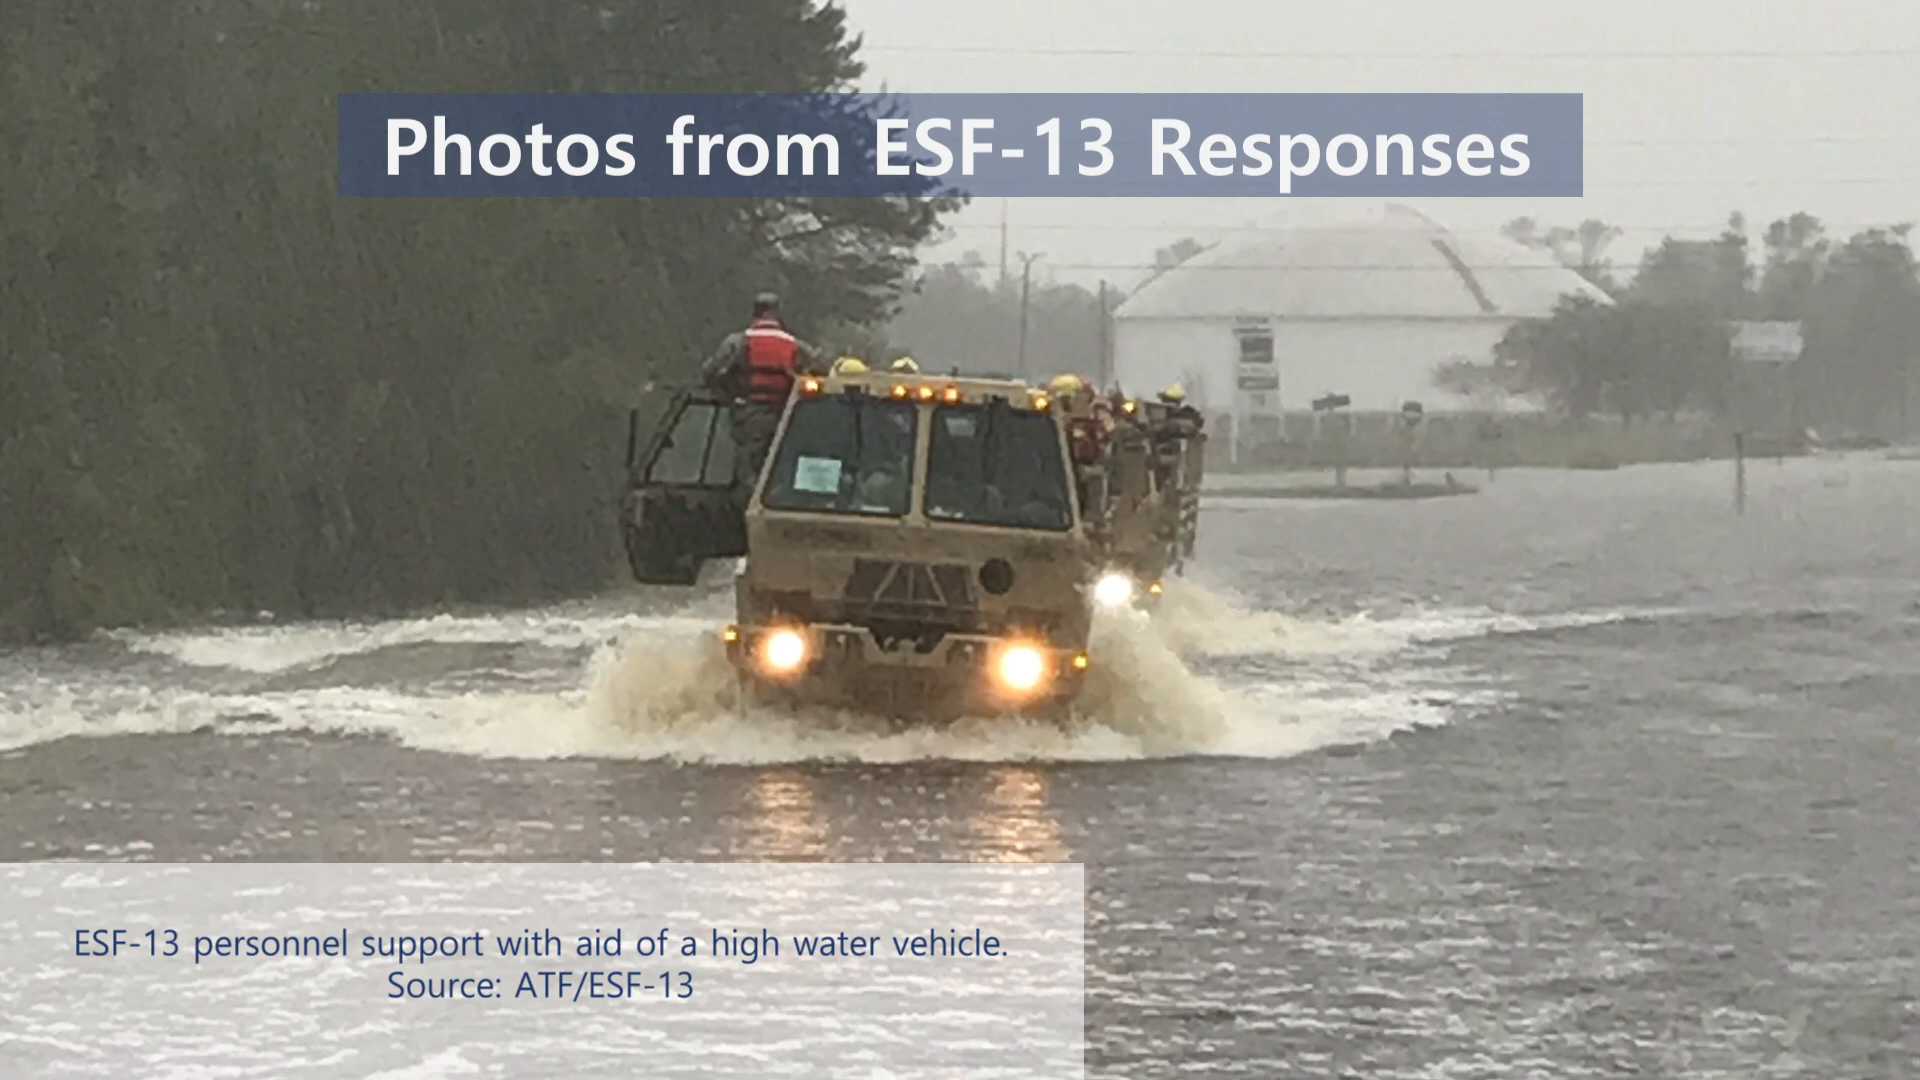 Photos from ESF-13 Responses
ESF-13 personnel support with aid of a high water vehicle.
Source: ATF/ESF-13